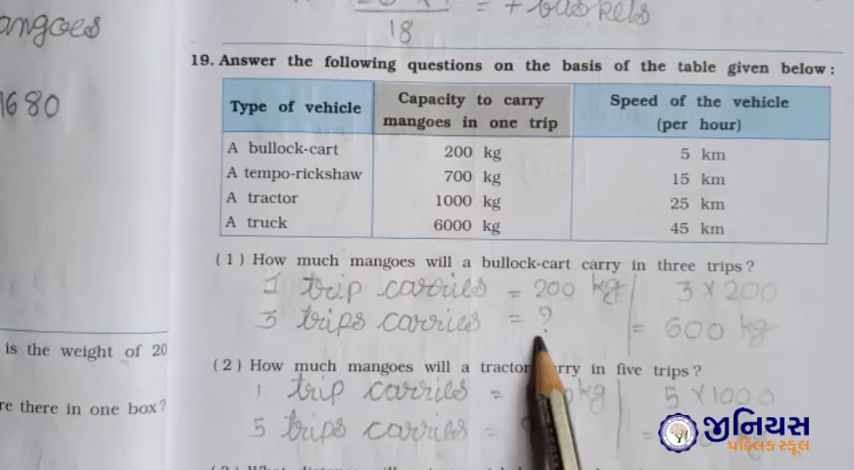 18
= 7 baskets
angoes
1680
19. Answer the following questions on the basis of the table given below :
Type of vehicle Capacity to carry mangoes in one trip Speed of the vehicle (per hour)
A bullock-cart 200 kg 5 km
A tempo-rickshaw 700 kg 15 km
A tractor 1000 kg 25 km
A truck 6000 kg 45 km
(1) How much mangoes will a bullock-cart carry in three trips?
1 trip carries = 200 kg 3 × 200
3 trips carries = ? = 600 kg
is the weight of 20
(2) How much mangoes will a tractor carry in five trips?
1 trip carries = kg 5 × 1000
re there in one box?
5 trips carries = =
જીનિયસ
પબ્લિક સ્કૂલ